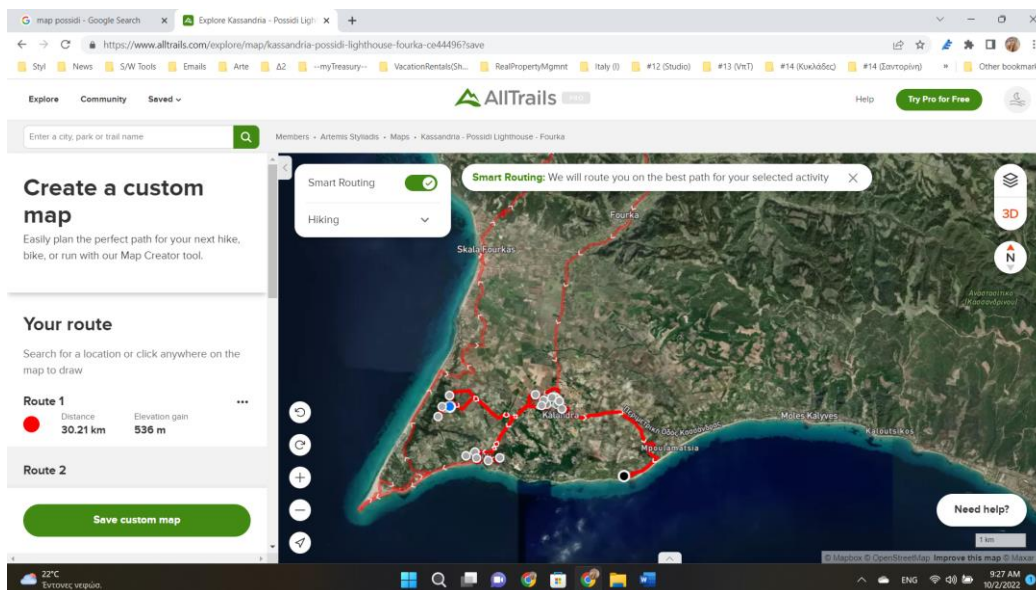 map possidi - Google Search
Explore Kassandria - Possidi Ligh
https://www.alltrails.com/explore/map/kassandria-possidi-lighthouse-fourka-ce44496?save
Styl News S/W Tools Emails Arte Δ2 --myTreasury-- VacationRentals(Sh... RealPropertyMgmnt Italy (I) #12 (Studio) #13 (VπT) #14 (Κυκλάδες) #14 (Σαντορίνη) » Other bookmark
Explore Community Saved
AllTrails
Help
Try Pro for Free
Enter a city, park or trail name
Members • Artemis Styliadis • Maps • Kassandria - Possidi Lighthouse - Fourka
Create a custom
map
Easily plan the perfect path for your next hike,
bike, or run with our Map Creator tool.
Your route
Search for a location or click anywhere on the
map to draw
Route 1
Distance Elevation gain
30.21 km 536 m
Route 2
Save custom map
Smart Routing
Hiking
Smart Routing: We will route you on the best path for your selected activity
3D
N
Fourka
Skala Fourkas
Kalandra
Mpoulamatsia
Moles Kalyves
Kaloutsikos
Need help?
1 km
© Mapbox © OpenStreetMap Improve this map © Maxar
22°C
Έντονες νεφώσ.
ENG
9:27 AM
10/2/2022